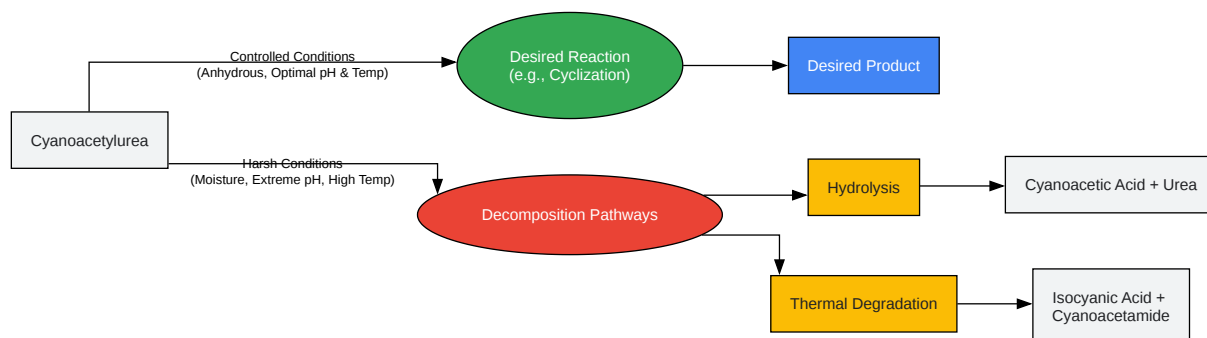 Controlled Conditions
(Anhydrous, Optimal pH & Temp)
Desired Reaction
(e.g., Cyclization)
Desired Product
Cyanoacetylurea
Harsh Conditions
(Moisture, Extreme pH, High Temp)
Decomposition Pathways
Hydrolysis
Cyanoacetic Acid + Urea
Thermal Degradation
Isocyanic Acid +
Cyanoacetamide